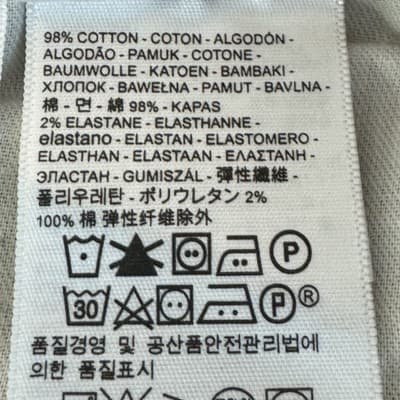 98% COTTON - COTON - ALGODÓN -
ALGODÃO - PAMUK - COTONE -
BAUMWOLLE - KATOEN - BAMBAKI -
ХЛОПОК - BAWEŁNA - PAMUT - BAVLNA -
棉 - 면 - 綿 98% - KAPAS
2% ELASTANE - ELASTHANNE -
elastano - ELASTAN - ELASTOMERO -
ELASTHAN - ELASTAAN - ΕΛΑΣΤΑΝΗ -
ЭЛАСТАН - GUMISZÁL - 彈性纖維 -
폴리우레탄 - ポリウレタン 2%
100% 棉 弹性纤维除外
P
30 P ®
품질경영 및 공산품안전관리법에
의한 품질표시